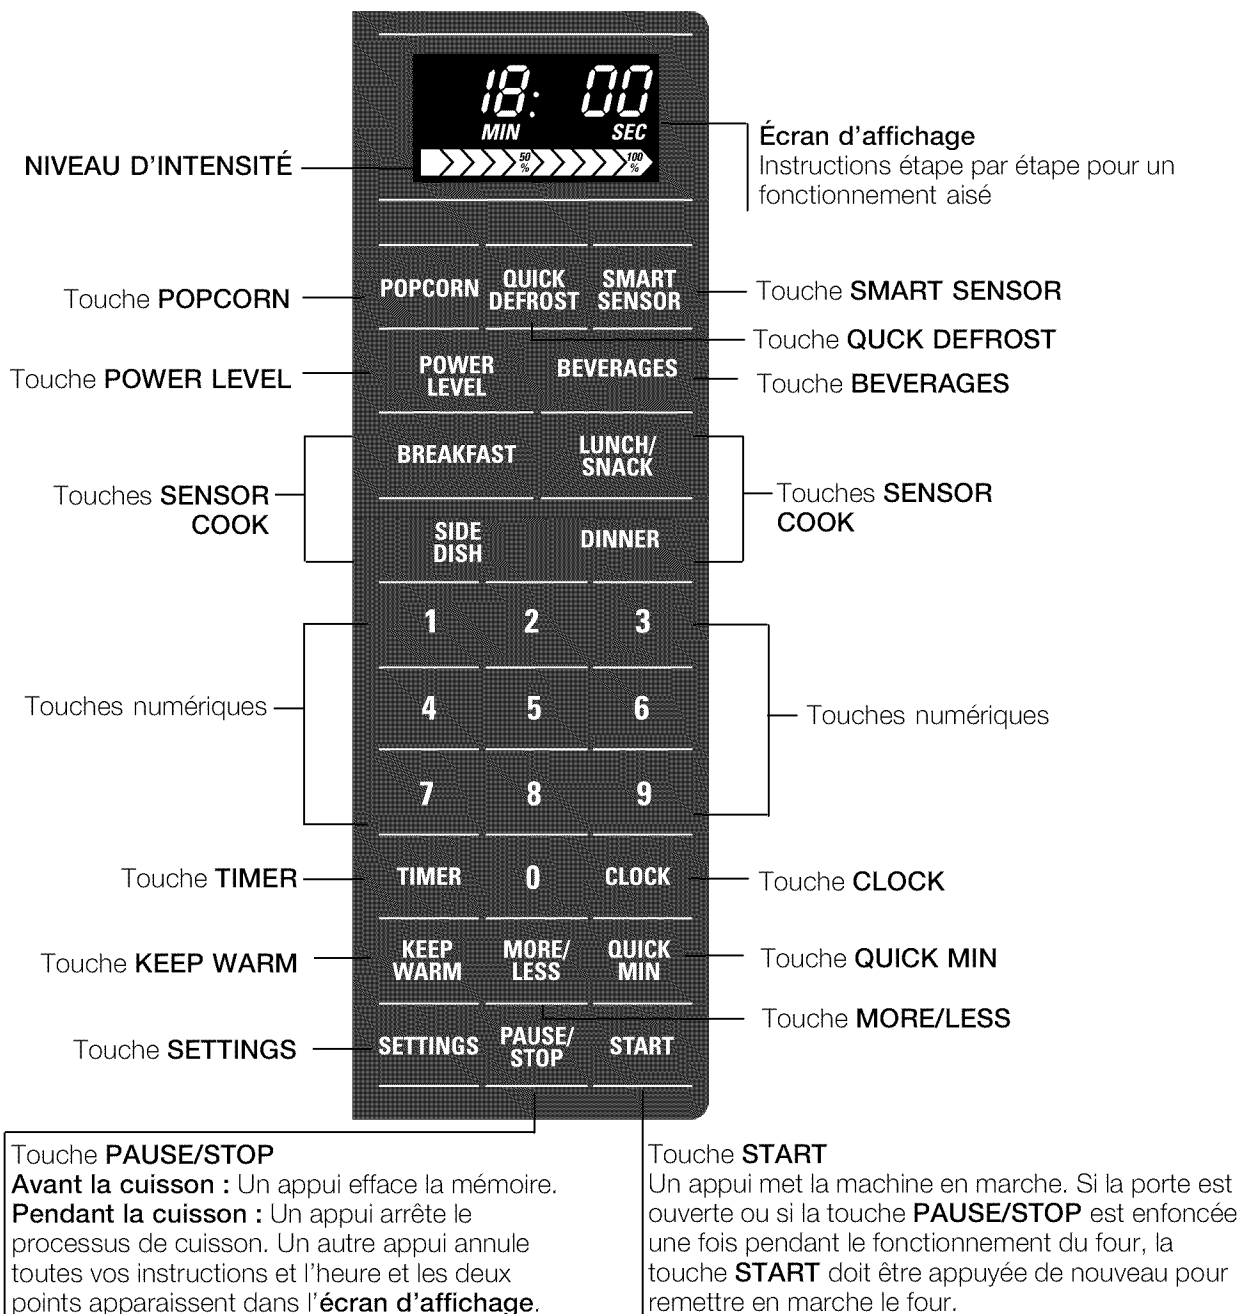 18: 00
MIN SEC
50 % 100 %
NIVEAU D'INTENSITÉ
Écran d'affichage
Instructions étape par étape pour un
fonctionnement aisé
POPCORN
QUICK
DEFROST
SMART
SENSOR
Touche POPCORN
Touche SMART SENSOR
Touche QUCK DEFROST
POWER
LEVEL
BEVERAGES
Touche POWER LEVEL
Touche BEVERAGES
BREAKFAST
LUNCH/
SNACK
Touches SENSOR
COOK
Touches SENSOR
COOK
SIDE
DISH
DINNER
1 2 3
Touches numériques
4 5 6
Touches numériques
7 8 9
Touche TIMER
TIMER 0 CLOCK
Touche CLOCK
Touche KEEP WARM
KEEP
WARM
MORE/
LESS
QUICK
MIN
Touche QUICK MIN
Touche MORE/LESS
Touche SETTINGS
SETTINGS
PAUSE/
STOP
START
Touche PAUSE/STOP
Avant la cuisson : Un appui efface la mémoire.
Pendant la cuisson : Un appui arrête le
processus de cuisson. Un autre appui annule
toutes vos instructions et l'heure et les deux
points apparaissent dans l'écran d'affichage.
Touche START
Un appui met la machine en marche. Si la porte est
ouverte ou si la touche PAUSE/STOP est enfoncée
une fois pendant le fonctionnement du four, la
touche START doit être appuyée de nouveau pour
remettre en marche le four.